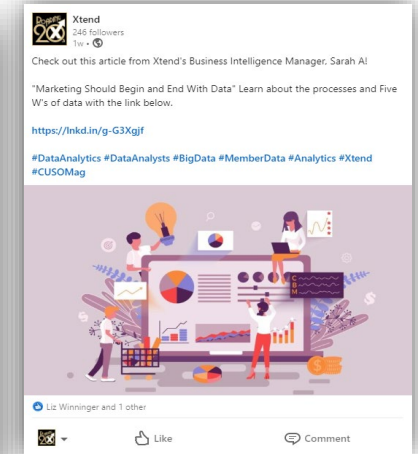 ROARING
20X
Xtend
246 followers
1w •
Check out this article from Xtend's Business Intelligence Manager, Sarah A!
"Marketing Should Begin and End With Data" Learn about the processes and Five
W's of data with the link below.
https://lnkd.in/g-G3Xgjf
#DataAnalytics #DataAnalysts #BigData #MemberData #Analytics #Xtend
#CUSOMag
C
B
M
Liz Winninger and 1 other
Like
Comment